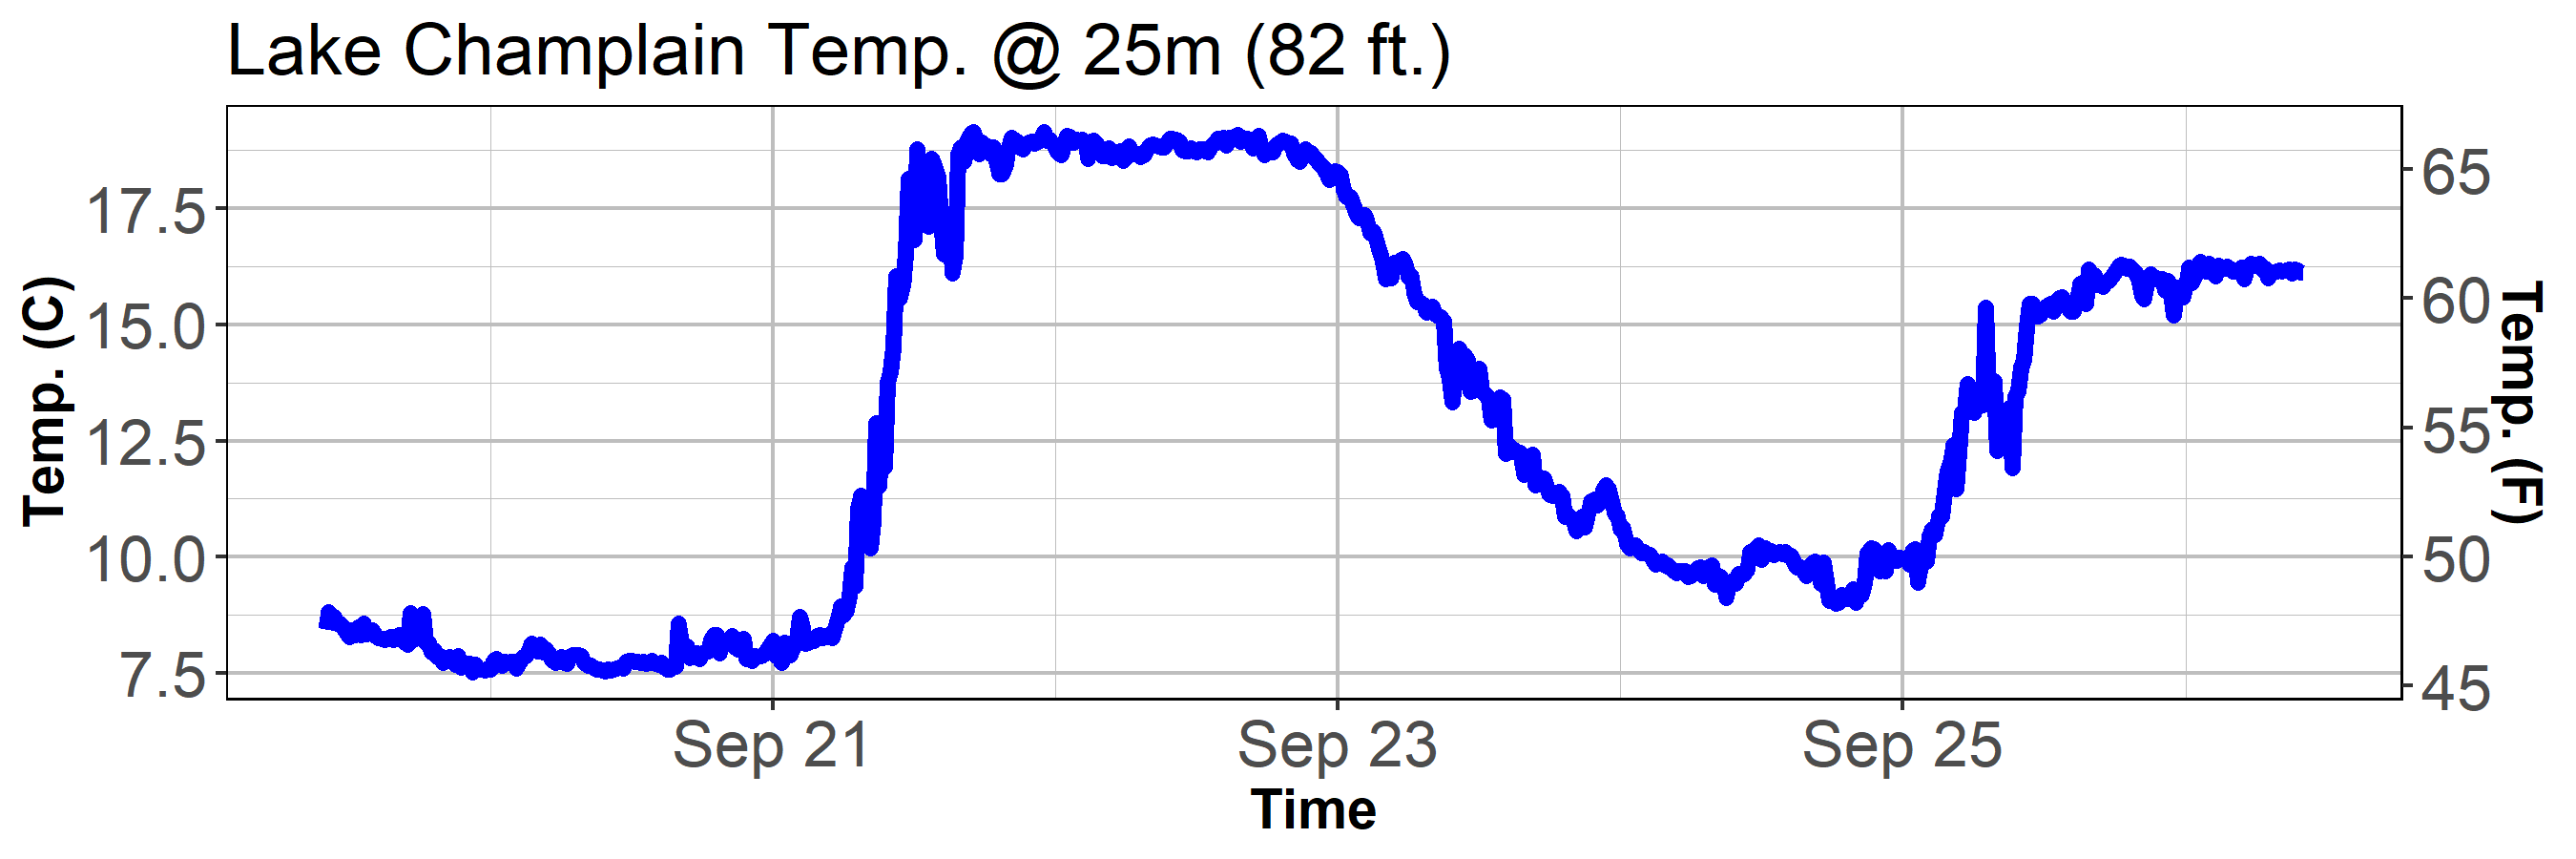 Lake Champlain Temp. @ 25m (82 ft.)
Temp. (C)
17.5
15.0
12.5
10.0
7.5
65
60
55
50
45
Temp. (F)
Sep 21 Sep 23 Sep 25
Time